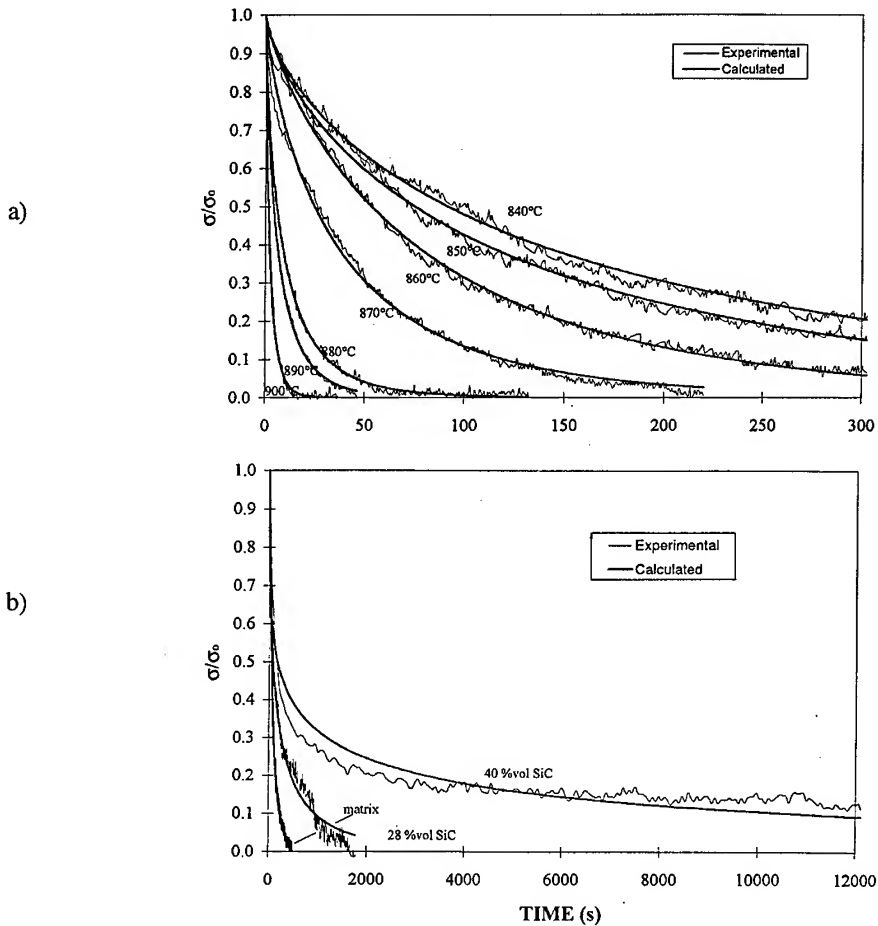 a)
σ/σ₀
1.0
0.9
0.8
0.7
0.6
0.5
0.4
0.3
0.2
0.1
0.0
Experimental
Calculated
840°C
850°C
860°C
870°C
880°C
890°C
900°C
0 50 100 150 200 250 300
b)
σ/σ₀
1.0
0.9
0.8
0.7
0.6
0.5
0.4
0.3
0.2
0.1
0.0
Experimental
Calculated
40 %vol SiC
matrix
28 %vol SiC
0 2000 4000 6000 8000 10000 12000
TIME (s)